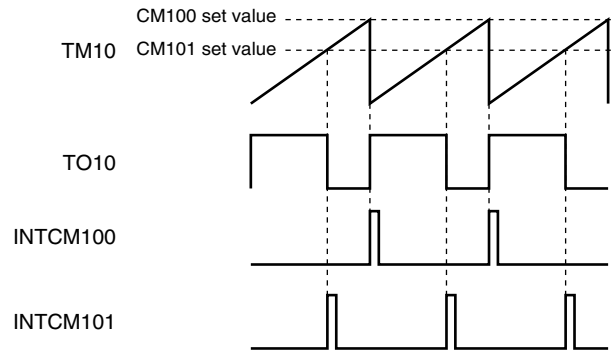 CM100 set value
CM101 set value
TM10
TO10
INTCM100
INTCM101